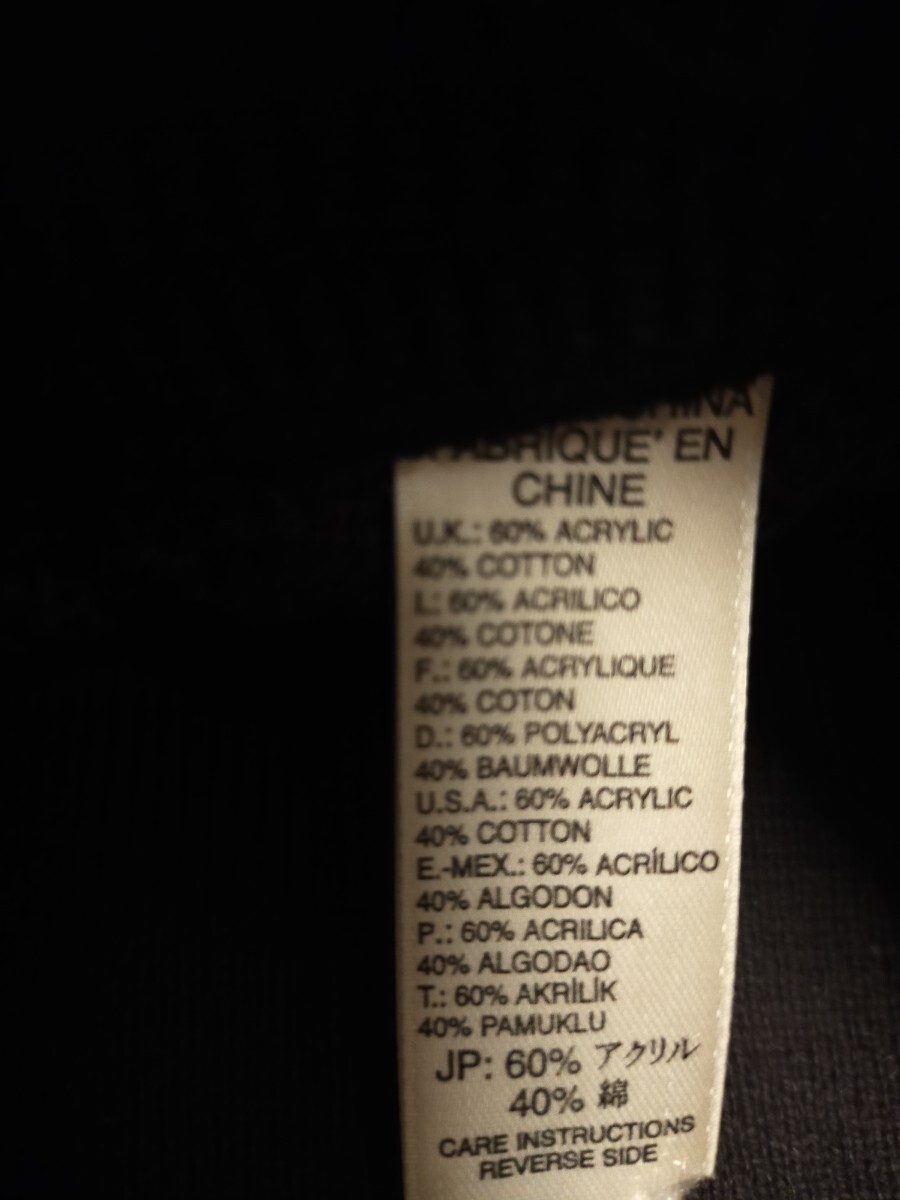 CHINA
FABRIQUE' EN
CHINE
U.K.: 60% ACRYLIC
40% COTTON
I.: 60% ACRILICO
40% COTONE
F.: 60% ACRYLIQUE
40% COTON
D.: 60% POLYACRYL
40% BAUMWOLLE
U.S.A.: 60% ACRYLIC
40% COTTON
E.-MEX.: 60% ACRÍLICO
40% ALGODON
P.: 60% ACRILICA
40% ALGODAO
T.: 60% AKRİLİK
40% PAMUKLU
JP: 60% アクリル
40% 綿
CARE INSTRUCTIONS
REVERSE SIDE